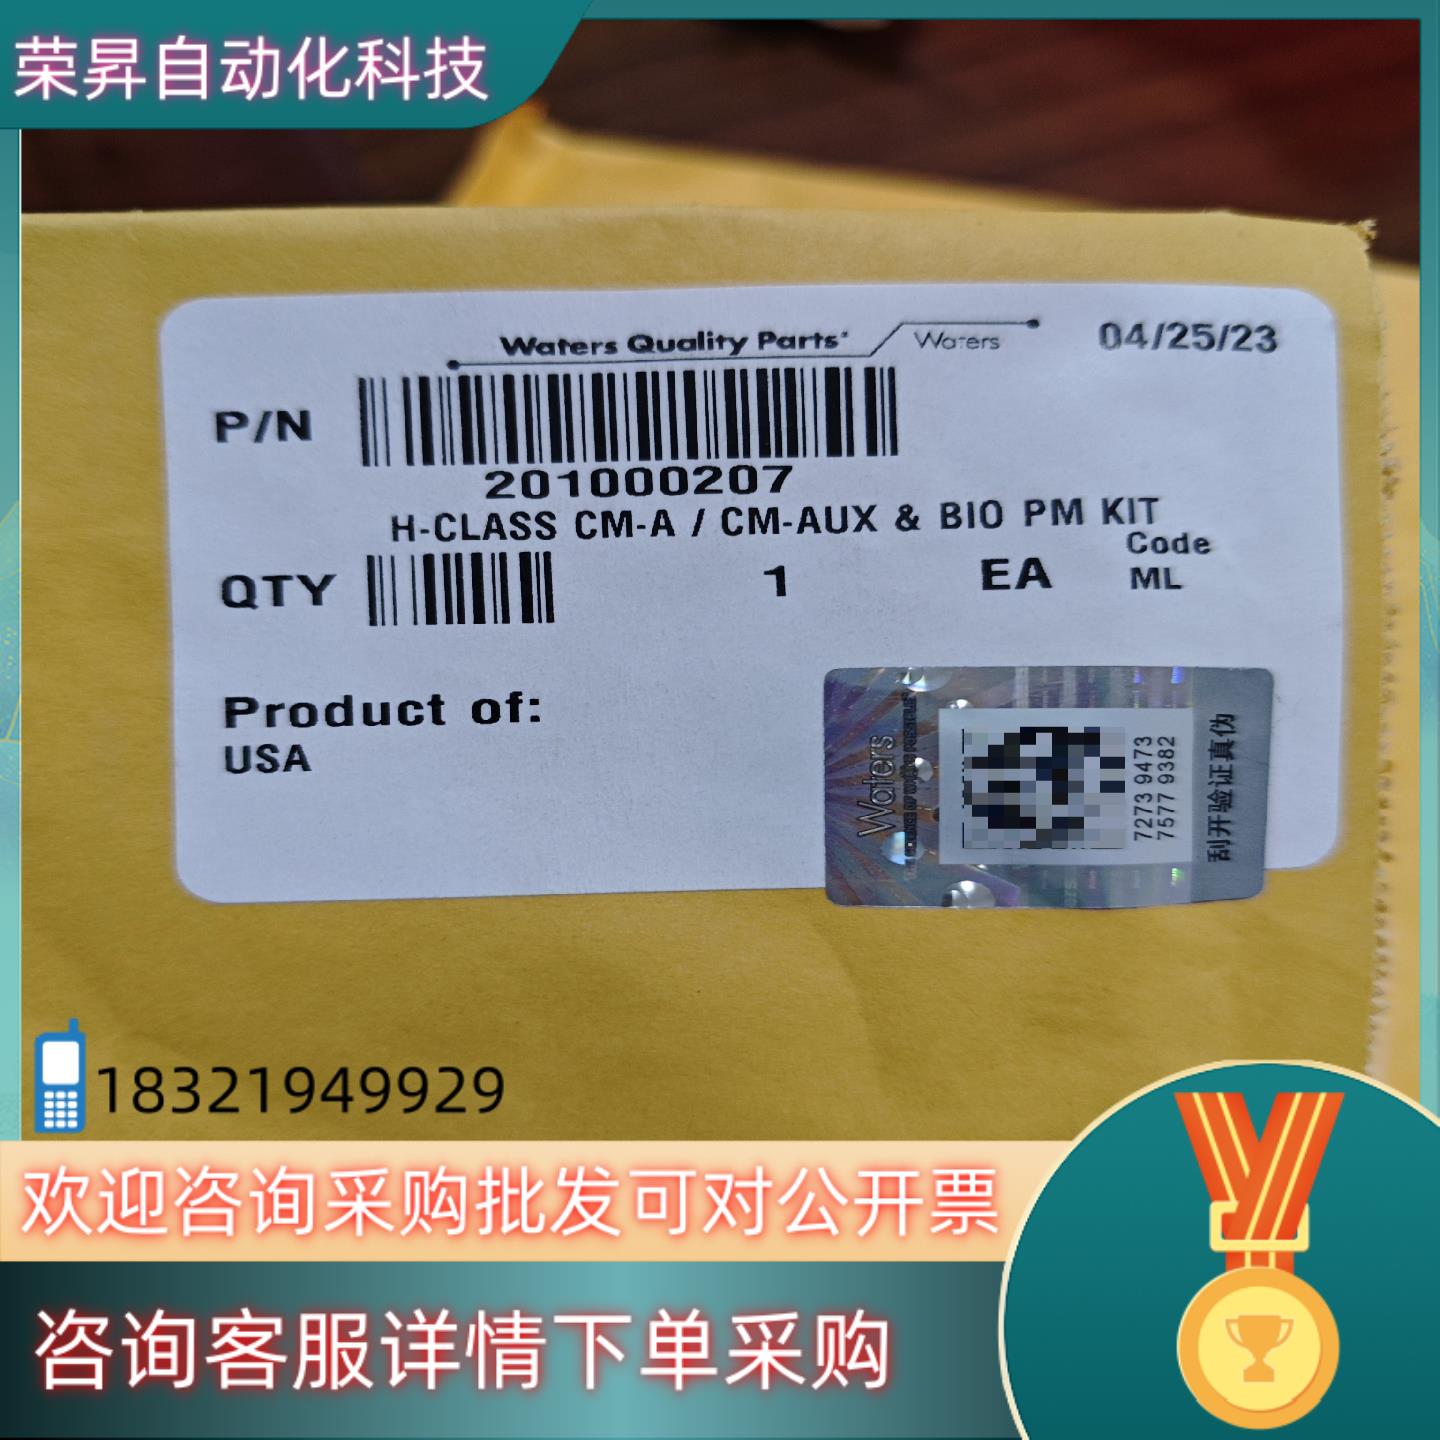 荣昇自动化科技
Waters Quality Parts
Waters
04/25/23
P/N
201000207
H-CLASS CM-A / CM-AUX & BIO PM KIT
QTY
1
EA
Code
ML
Product of:
USA
Waters
7273 9473
7577 9382
刮开验证真伪
18321949929
欢迎咨询采购批发可对公开票
咨询客服详情下单采购